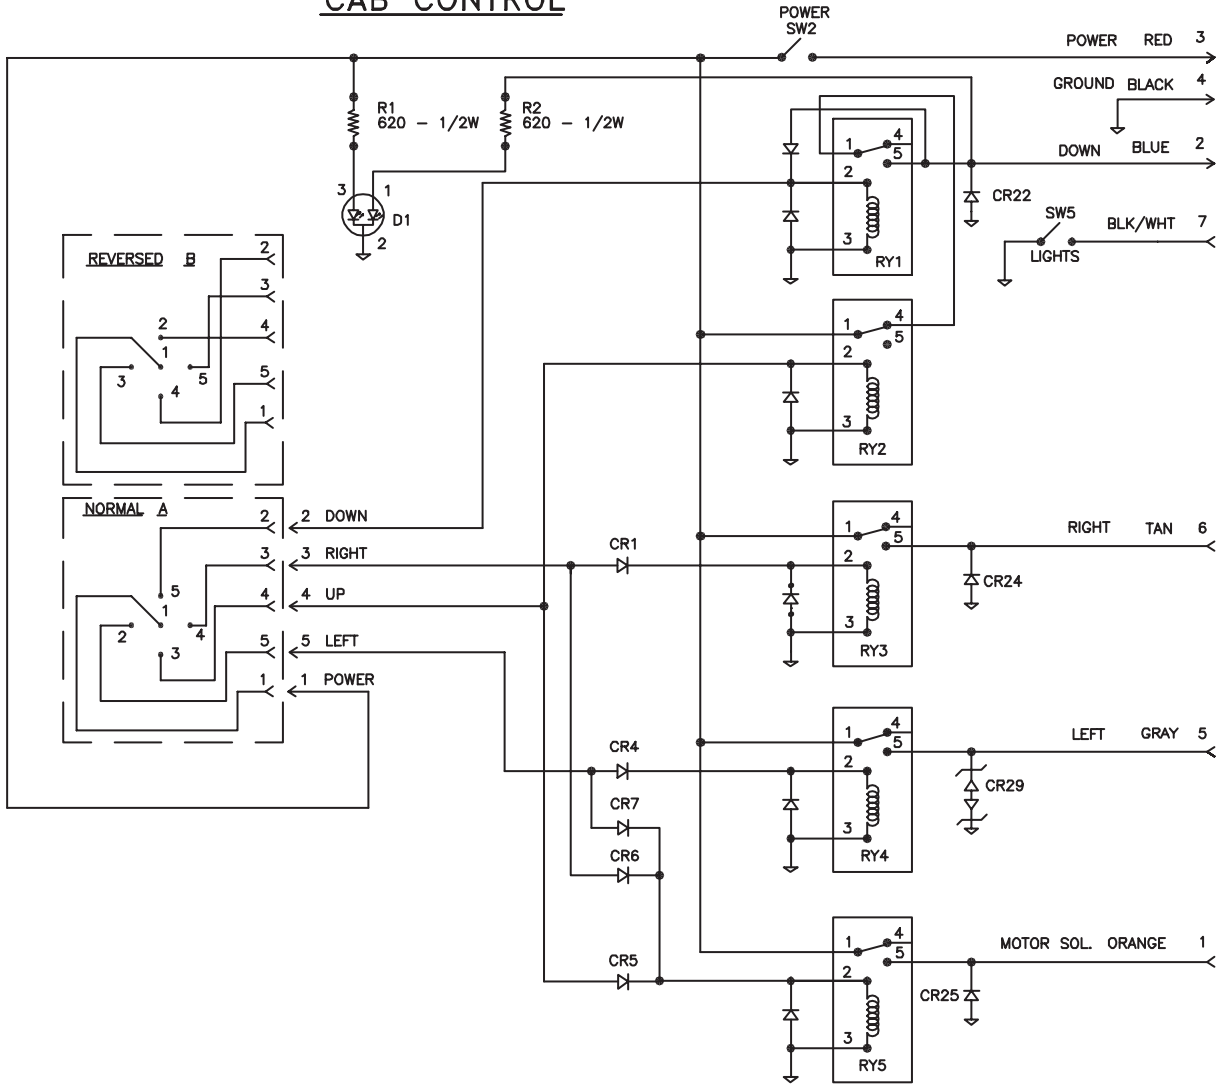 CAB CONTROL
POWER
SW2
POWER RED 3
GROUND BLACK 4
R1
620 - 1/2W
R2
620 - 1/2W
1 4
5
DOWN BLUE 2
2
3
RY1
CR22
3 1
D1
2
SW5
BLK/WHT 7
LIGHTS
REVERSED B
2
3
4
5
1
2
1
3
5
4
1 4
5
2
3
RY2
NORMAL A
2 2 DOWN
3 3 RIGHT
4 4 UP
5 5 LEFT
1 1 POWER
5
1
2
4
3
CR1
1 4
5
2
3
RY3
RIGHT TAN 6
CR24
CR4
CR7
CR6
1 4
5
2
3
RY4
LEFT GRAY 5
CR29
CR5
1 4
5
2
3
RY5
MOTOR SOL. ORANGE 1
CR25